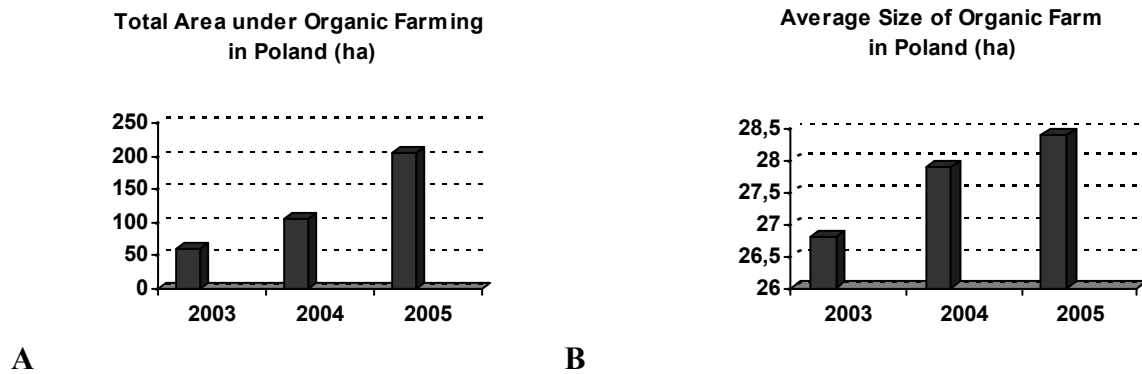 Total Area under Organic Farming
in Poland (ha)
250
200
150
100
50
0
2003 2004 2005
A
Average Size of Organic Farm
in Poland (ha)
28,5
28
27,5
27
26,5
26
2003 2004 2005
B